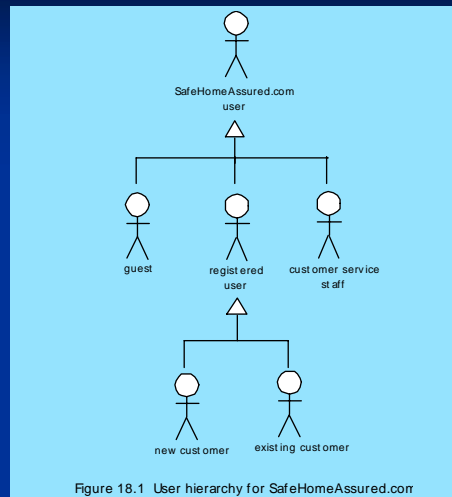 SafeHomeAssured.com
user
guest
registered
user
customer service
staff
new customer
existing customer
Figure 18.1 User hierarchy for SafeHomeAssured.com